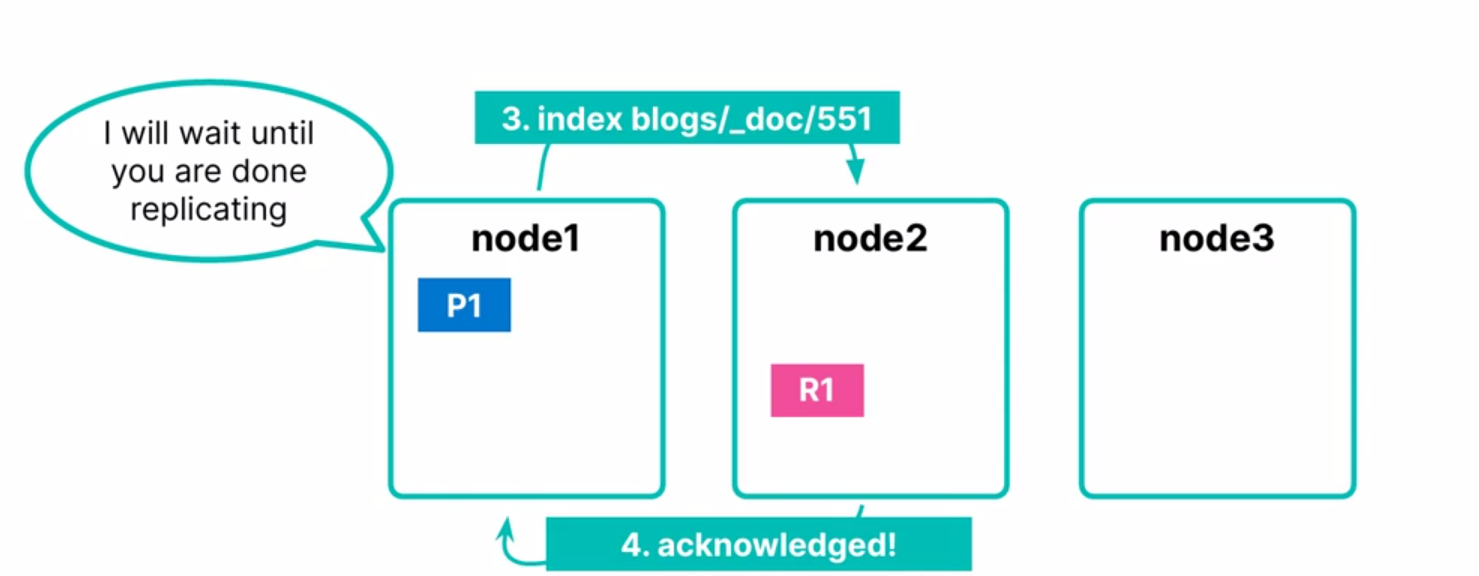 3. index blogs/_doc/551
I will wait until
you are done
replicating
node1
node2
node3
P1
R1
4. acknowledged!